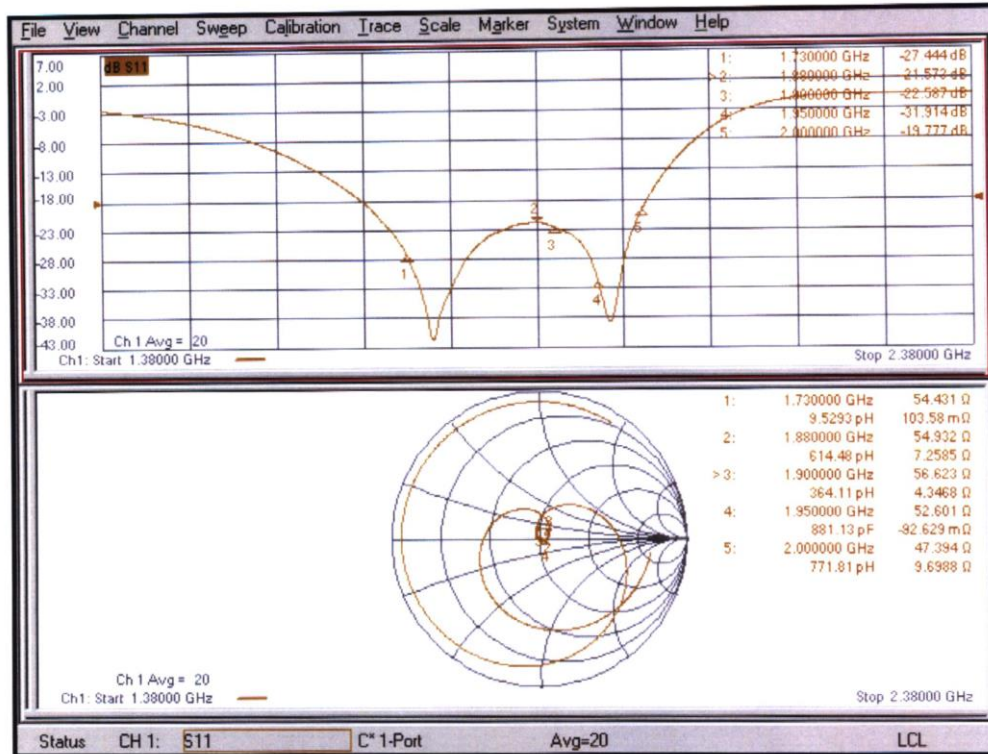 File View Channel Sweep Calibration Trace Scale Marker System Window Help
7.00
2.00
-3.00
-8.00
-13.00
-18.00
-23.00
-28.00
-33.00
-38.00
-43.00
dB S11
1: 1.730000 GHz -27.444 dB
>2: 1.880000 GHz -21.573 dB
3: 1.900000 GHz -22.587 dB
4: 1.950000 GHz -31.914 dB
5: 2.000000 GHz -19.777 dB
1
2
3
4
5
Ch 1 Avg = 20
Ch1: Start 1.38000 GHz
Stop 2.38000 GHz
1: 1.730000 GHz 54.431 Ω
9.5293 pH 103.58 mΩ
2: 1.880000 GHz 54.932 Ω
614.48 pH 7.2585 Ω
>3: 1.900000 GHz 56.623 Ω
364.11 pH 4.3468 Ω
4: 1.950000 GHz 52.601 Ω
881.13 pF -92.629 mΩ
5: 2.000000 GHz 47.394 Ω
771.81 pH 9.6988 Ω
Ch 1 Avg = 20
Ch1: Start 1.38000 GHz
Stop 2.38000 GHz
Status CH 1: S11 C* 1-Port Avg=20 LCL